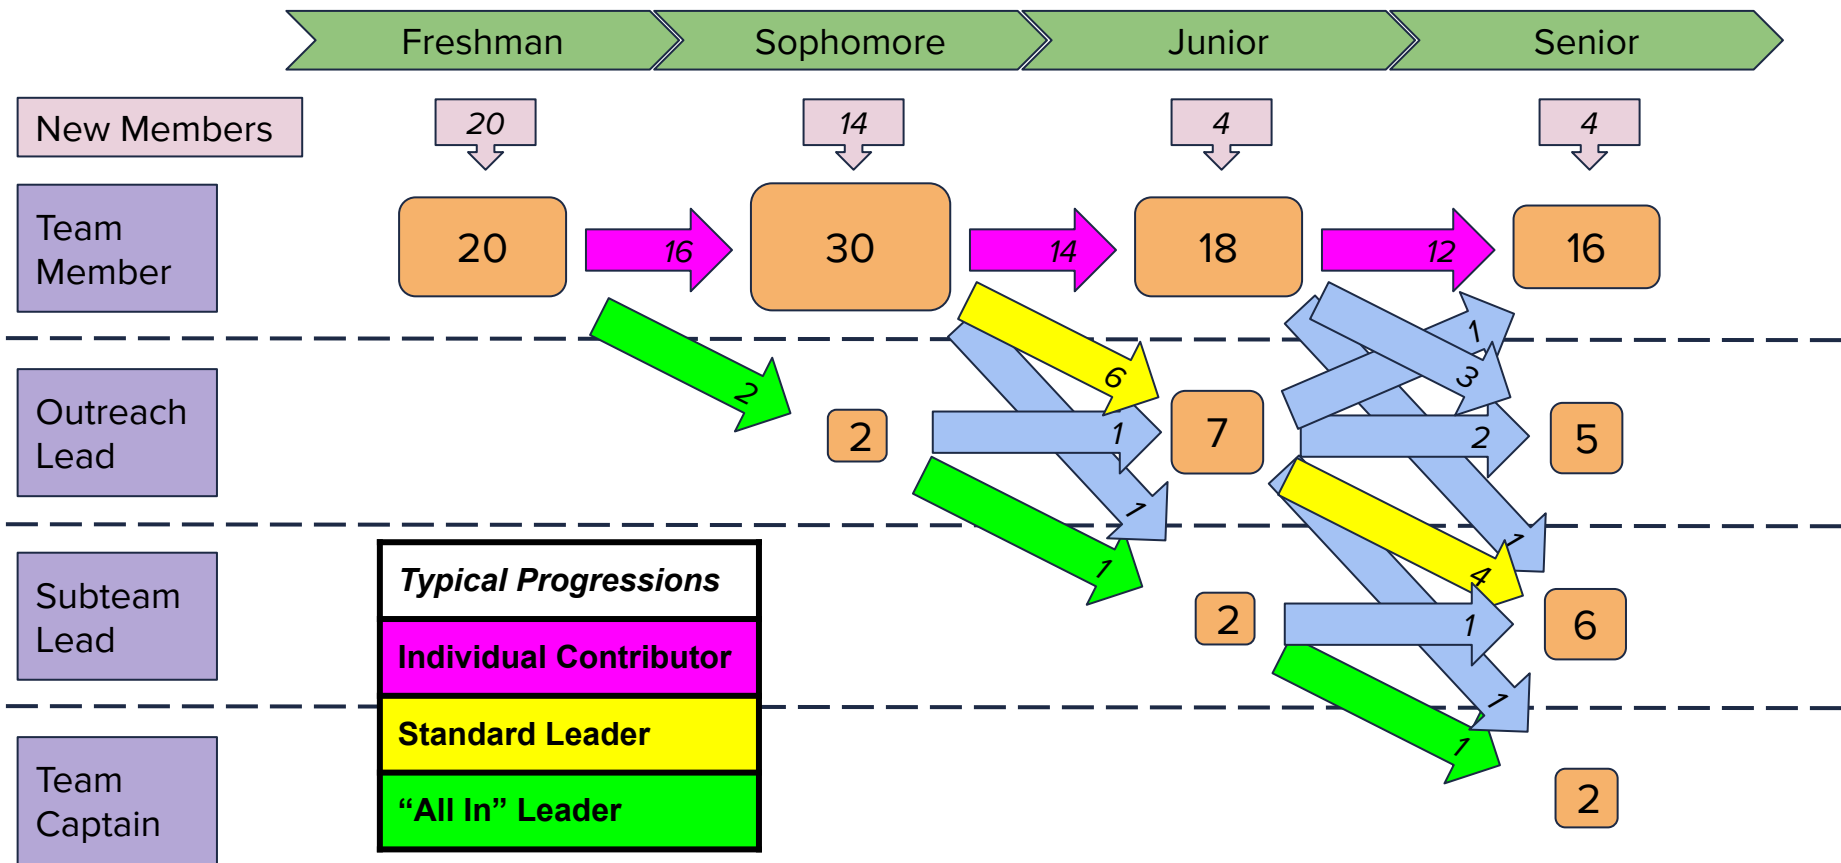 Freshman
Sophomore
Junior
Senior
New Members
20
14
4
4
Team
Member
20
16
30
14
18
12
16
2
6
1
3
Outreach
Lead
2
1
7
2
5
1
1
Subteam
Lead
1
4
2
1
6
1
1
Team
Captain
2
Typical Progressions
Individual Contributor
Standard Leader
“All In” Leader